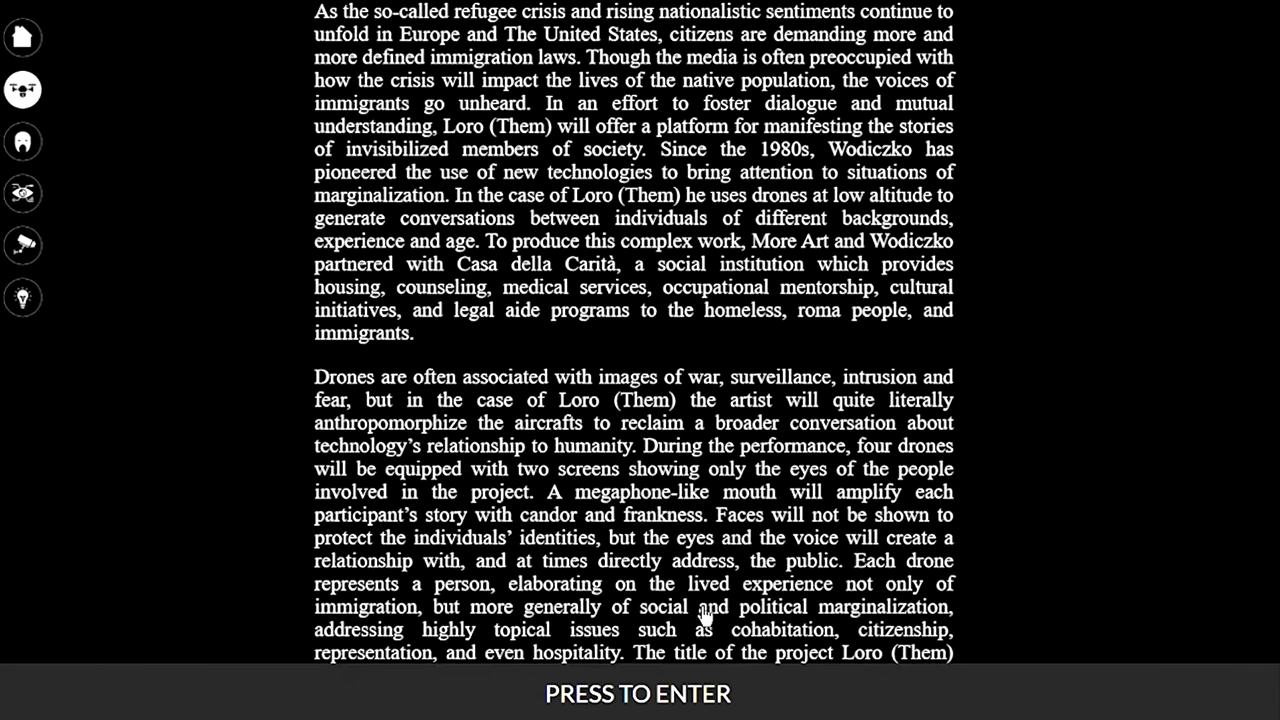 As the so-called refugee crisis and rising nationalistic sentiments continue to
unfold in Europe and The United States, citizens are demanding more and
more defined immigration laws. Though the media is often preoccupied with
how the crisis will impact the lives of the native population, the voices of
immigrants go unheard. In an effort to foster dialogue and mutual
understanding, Loro (Them) will offer a platform for manifesting the stories
of invisibilized members of society. Since the 1980s, Wodiczko has
pioneered the use of new technologies to bring attention to situations of
marginalization. In the case of Loro (Them) he uses drones at low altitude to
generate conversations between individuals of different backgrounds,
experience and age. To produce this complex work, More Art and Wodiczko
partnered with Casa della Carità, a social institution which provides
housing, counseling, medical services, occupational mentorship, cultural
initiatives, and legal aide programs to the homeless, roma people, and
immigrants.
Drones are often associated with images of war, surveillance, intrusion and
fear, but in the case of Loro (Them) the artist will quite literally
anthropomorphize the aircrafts to reclaim a broader conversation about
technology's relationship to humanity. During the performance, four drones
will be equipped with two screens showing only the eyes of the people
involved in the project. A megaphone-like mouth will amplify each
participant's story with candor and frankness. Faces will not be shown to
protect the individuals' identities, but the eyes and the voice will create a
relationship with, and at times directly address, the public. Each drone
represents a person, elaborating on the lived experience not only of
immigration, but more generally of social and political marginalization,
addressing highly topical issues such as cohabitation, citizenship,
representation, and even hospitality. The title of the project Loro (Them)
PRESS TO ENTER